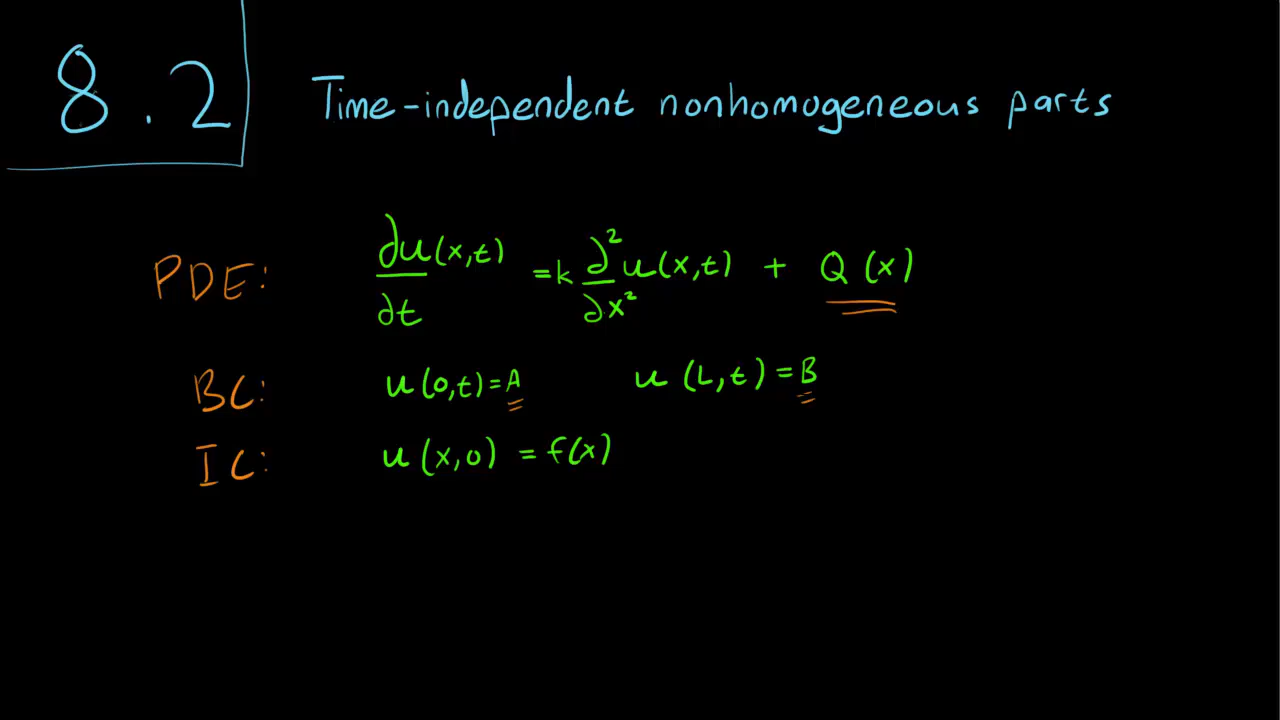 8.2 Time-independent nonhomogeneous parts
PDE: ∂u(x,t)/∂t = k ∂²/∂x² u(x,t) + Q(x)
BC: u(0,t)=A u(L,t)=B
IC: u(x,0) = f(x)